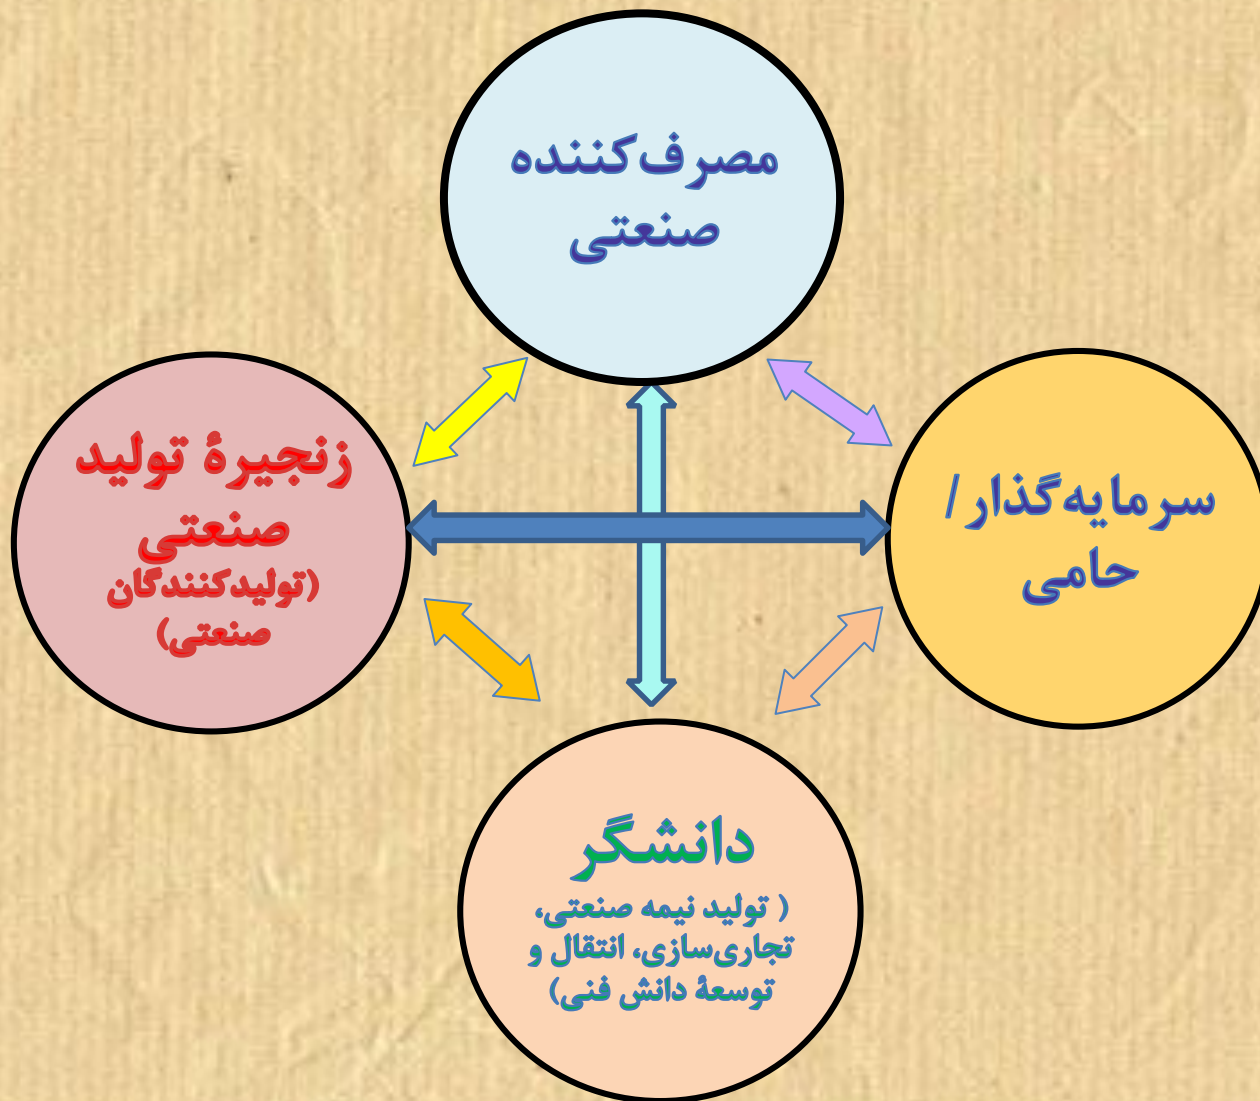 مصرف‌کننده
صنعتی
زنجیرهٔ تولید
صنعتی
(تولیدکنندگان
صنعتی)
سرمایه‌گذار/
حامی
دانشگر
( تولید نیمه صنعتی،
تجاری‌سازی، انتقال و
توسعهٔ دانش فنی)